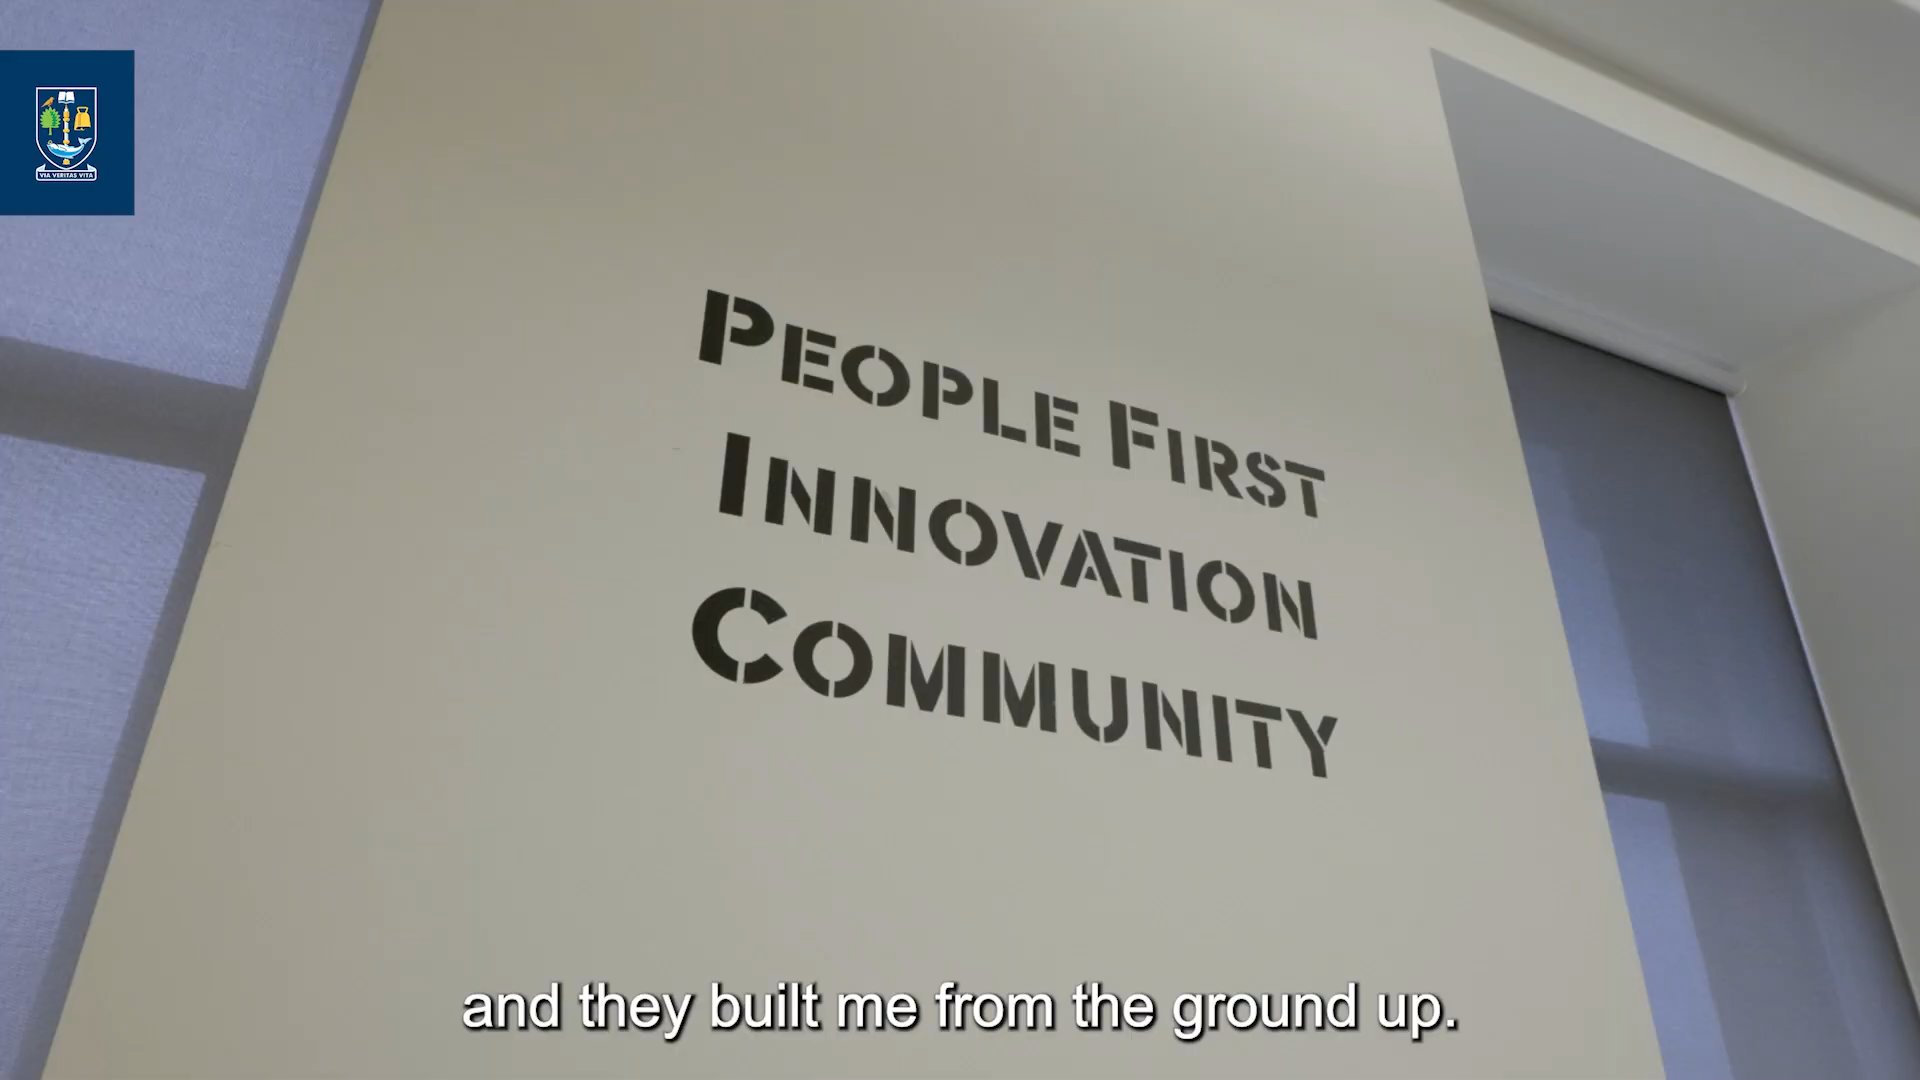 VIA VERITAS VITA
PEOPLE FIRST
INNOVATION
COMMUNITY
and they built me from the ground up.